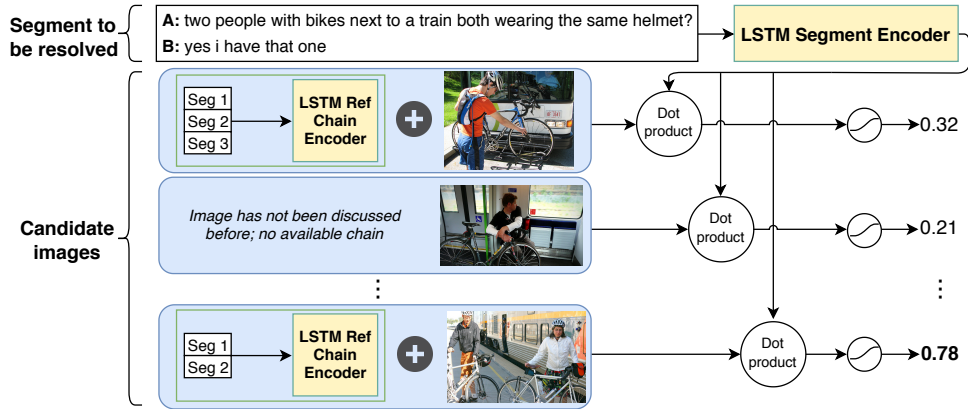 Segment to
be resolved
A: two people with bikes next to a train both wearing the same helmet?
B: yes i have that one
LSTM Segment Encoder
Candidate
images
Seg 1
Seg 2
Seg 3
LSTM Ref
Chain
Encoder
+
Dot
product
0.32
Image has not been discussed
before; no available chain
Dot
product
0.21
⋮
⋮
Seg 1
Seg 2
LSTM Ref
Chain
Encoder
+
Dot
product
0.78